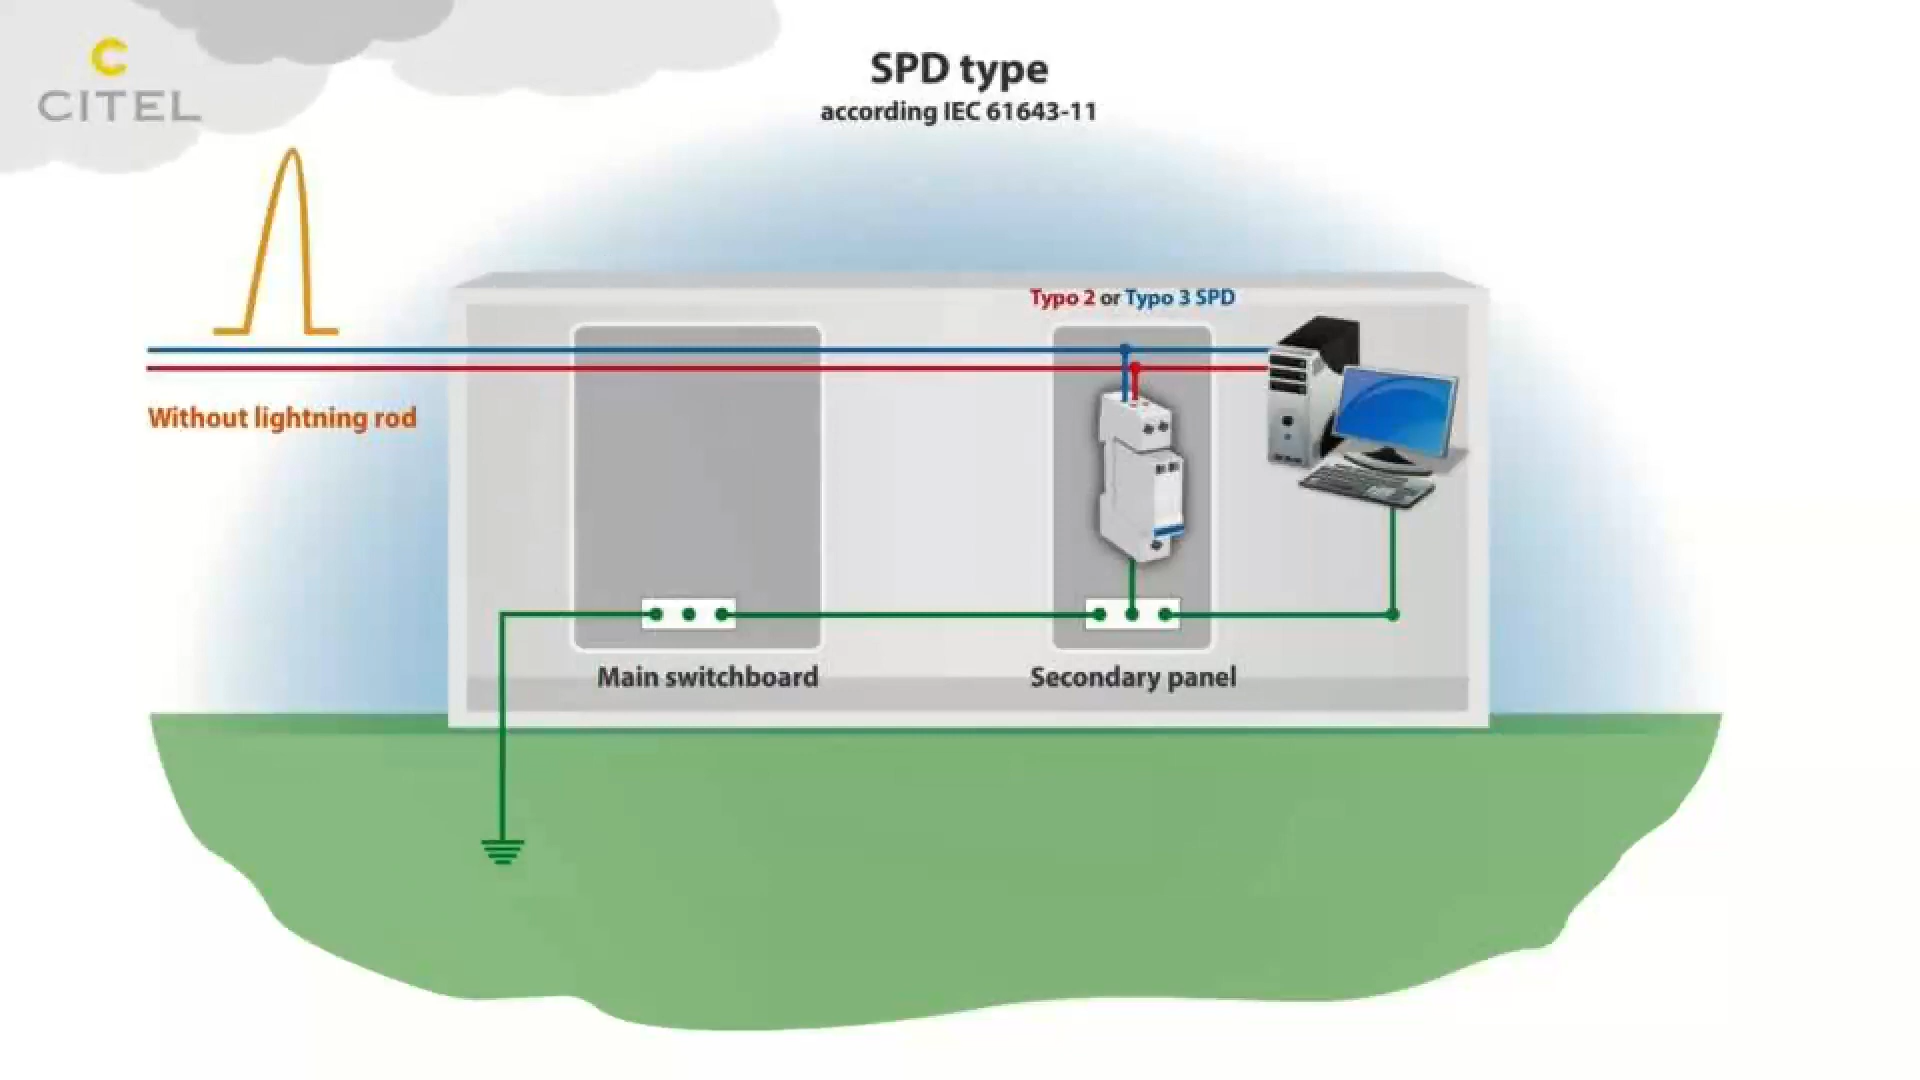 C
CITEL
SPD type
according IEC 61643-11
Typo 2 or Typo 3 SPD
Without lightning rod
Main switchboard
Secondary panel